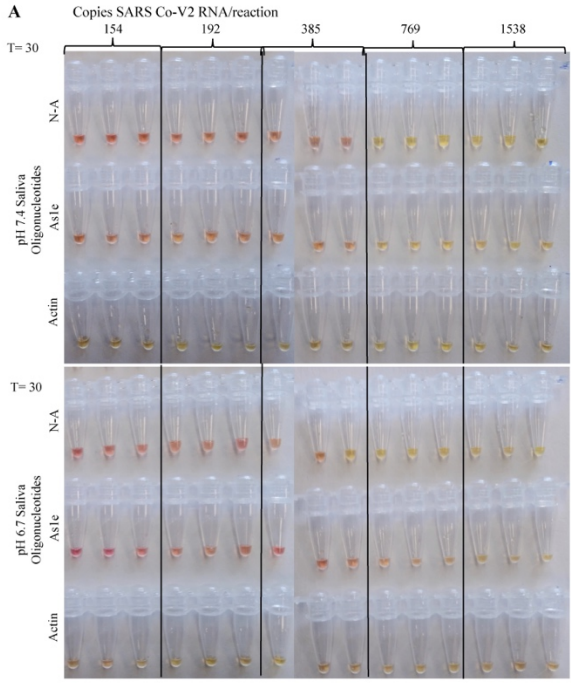 A
Copies SARS Co-V2 RNA/reaction
154 192 385 769 1538
T= 30
N-A
pH 7.4 Saliva
Oligonucleotides
As1e
Actin
T= 30
N-A
pH 6.7 Saliva
Oligonucleotides
As1e
Actin